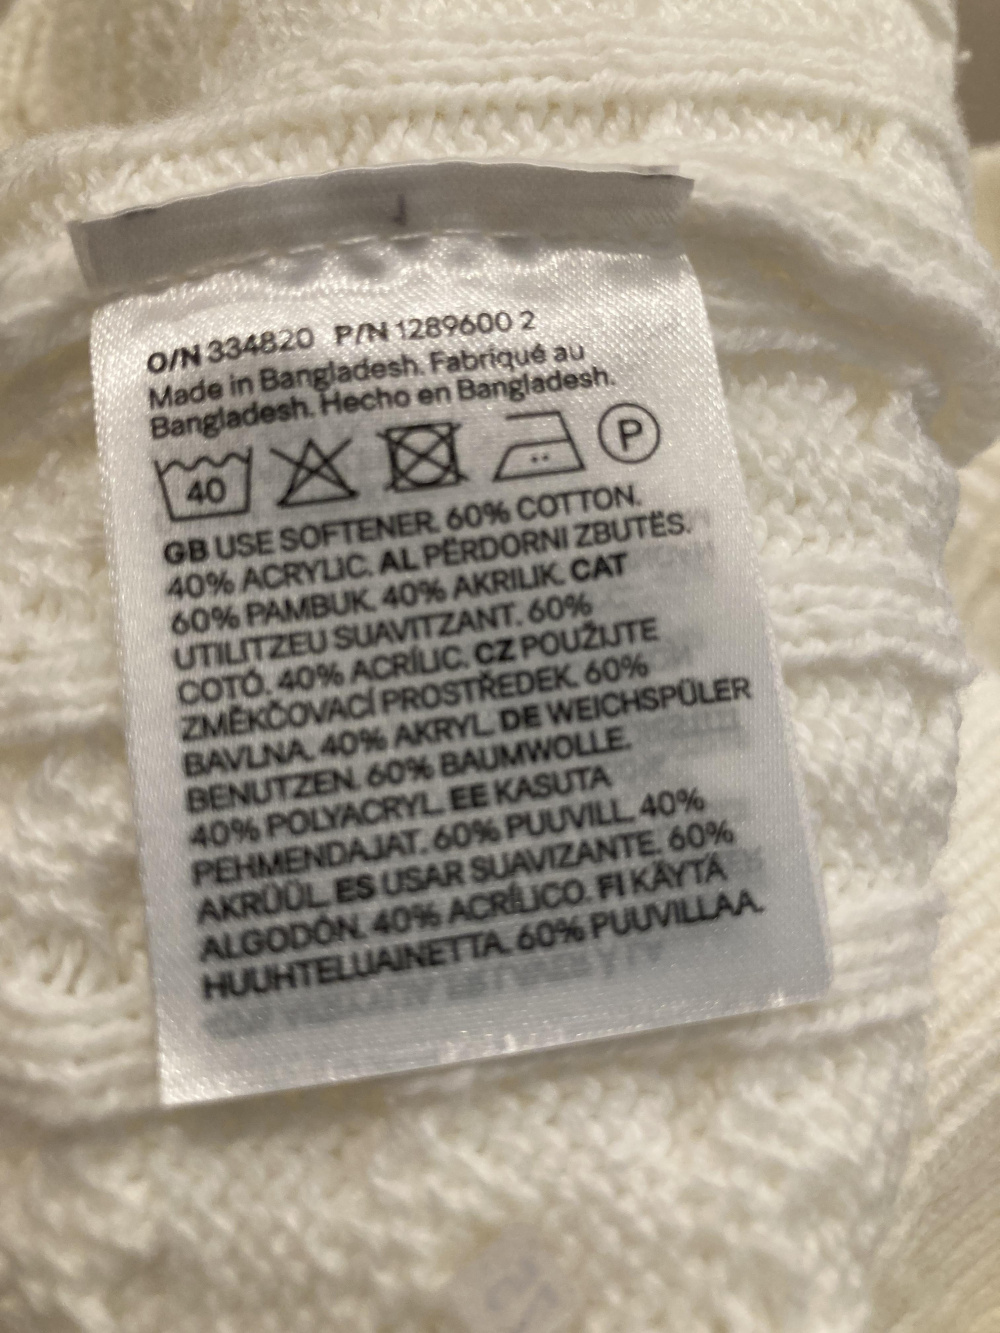 O/N 334820 P/N 1289600 2
Made in Bangladesh. Fabriqué au
Bangladesh. Hecho en Bangladesh.
40 P
GB USE SOFTENER. 60% COTTON.
40% ACRYLIC. AL PËRDORNI ZBUTËS.
60% PAMBUK. 40% AKRILIK. CAT
UTILITZEU SUAVITZANT. 60%
COTÓ. 40% ACRÍLIC. CZ POUŽIJTE
ZMĚKČOVACÍ PROSTŘEDEK. 60%
BAVLNA. 40% AKRYL. DE WEICHSPÜLER
BENUTZEN. 60% BAUMWOLLE.
40% POLYACRYL. EE KASUTA
PEHMENDAJAT. 60% PUUVILL. 40%
AKRÜÜL. ES USAR SUAVIZANTE. 60%
ALGODÓN. 40% ACRÍLICO. FI KÄYTÄ
HUUHTELUAINETTA. 60% PUUVILLAA.